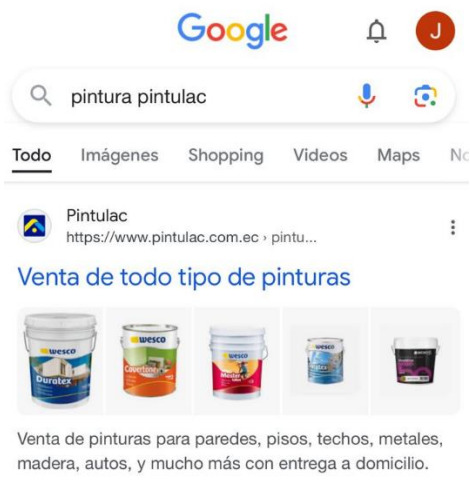 Google
J
pintura pintulac
Todo Imágenes Shopping Videos Maps No
Pintulac
https://www.pintulac.com.ec › pintu...
Venta de todo tipo de pinturas
wesco wesco wesco wesco WESCO
Duratex
Venta de pinturas para paredes, pisos, techos, metales,
madera, autos, y mucho más con entrega a domicilio.